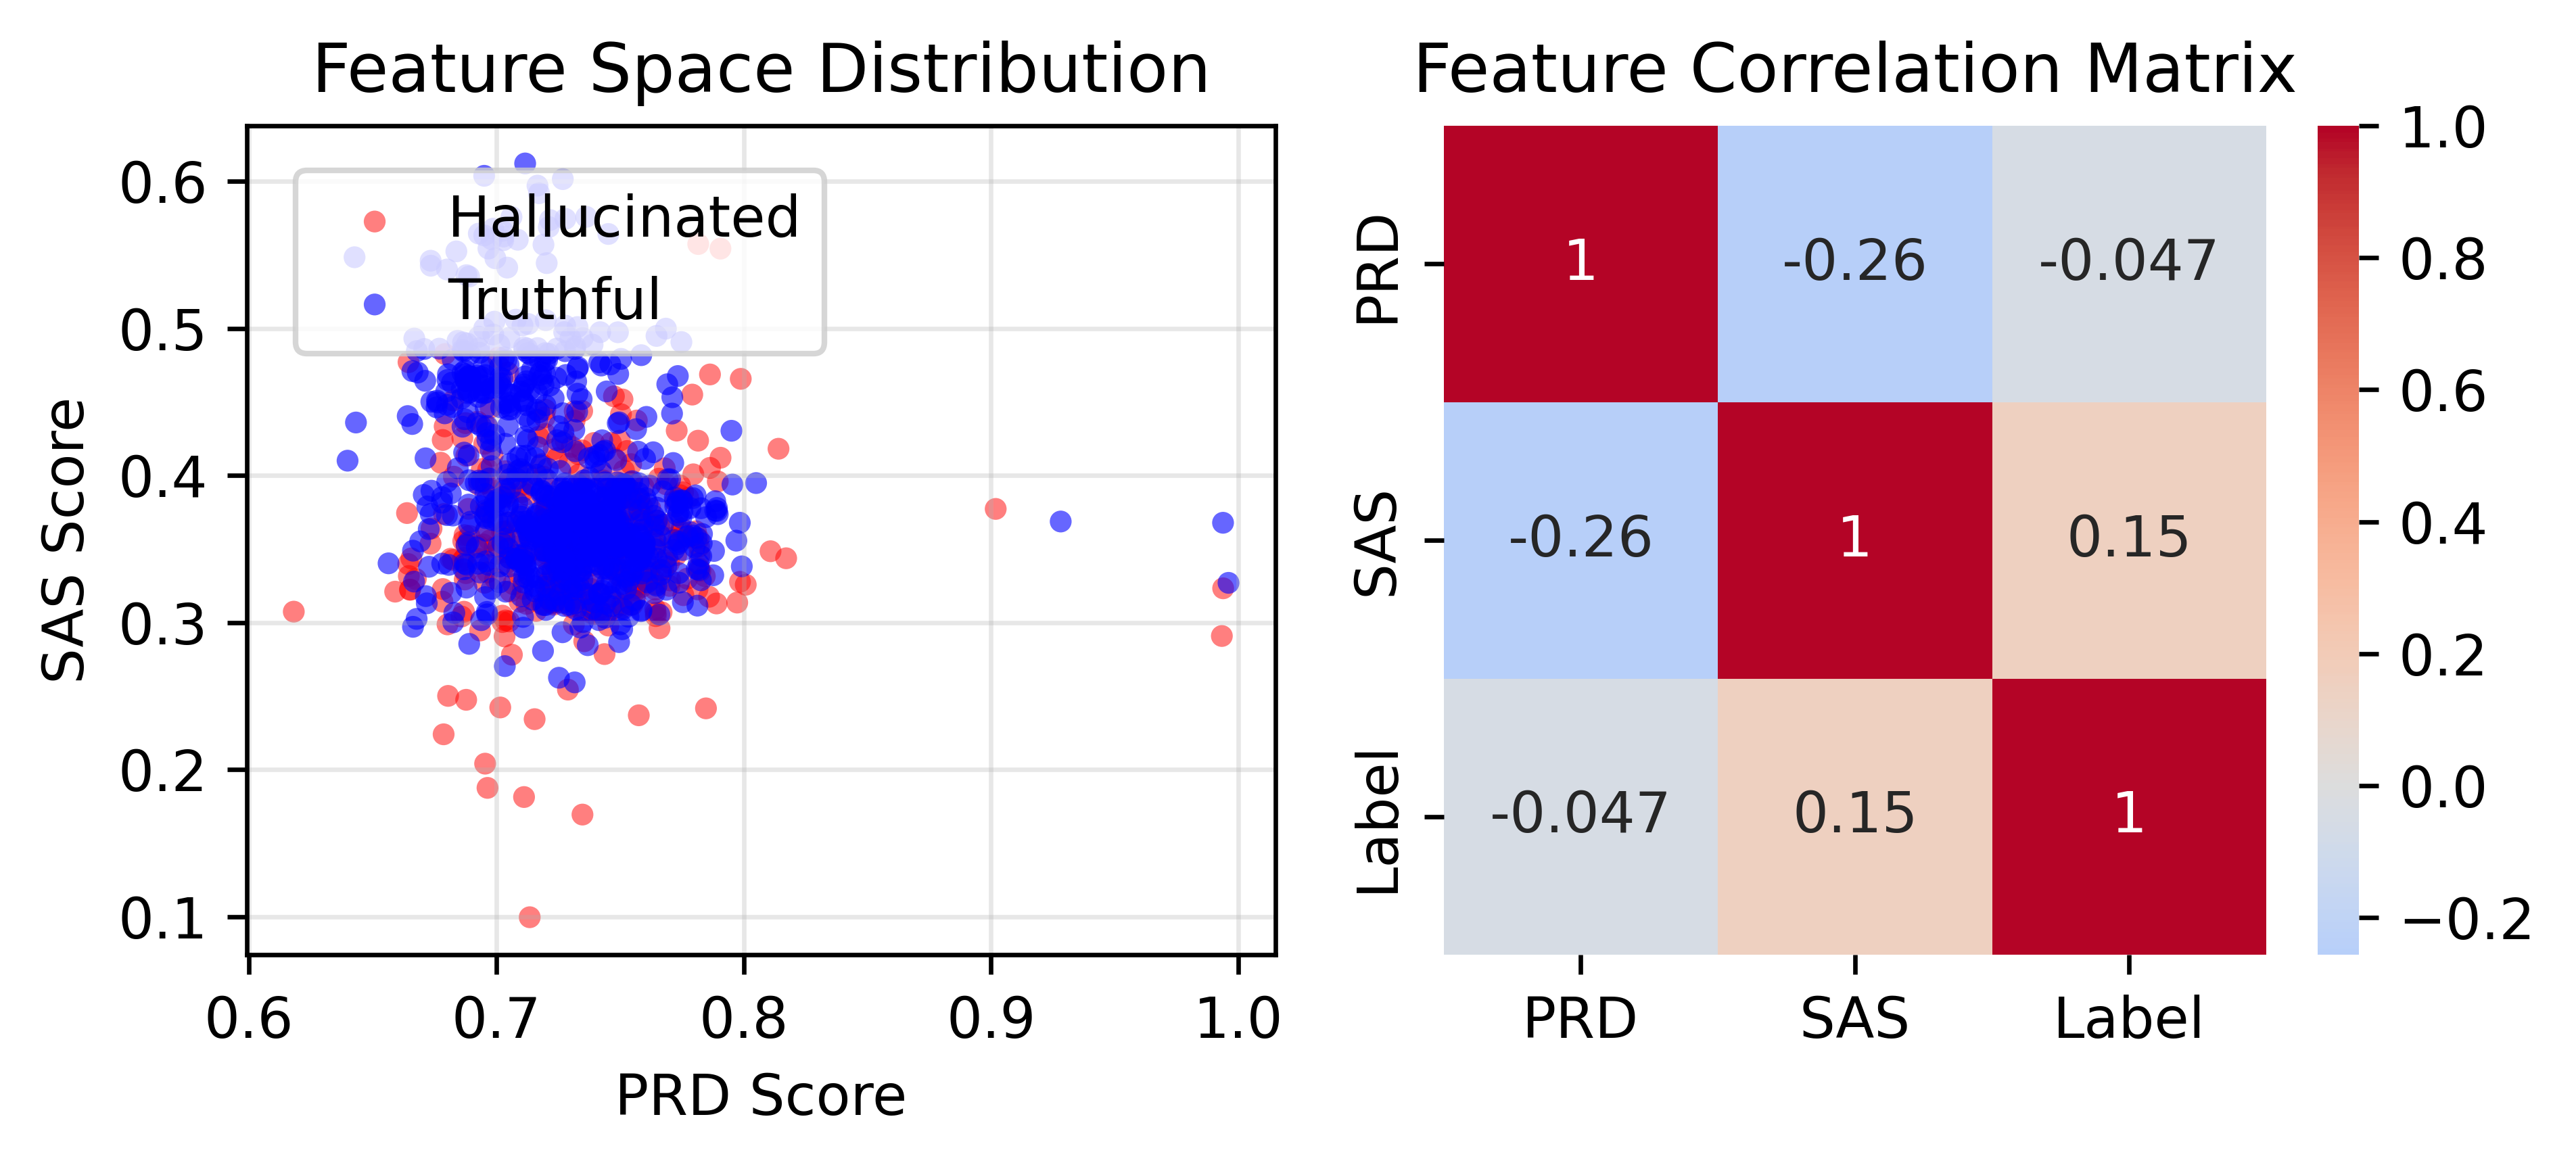 Feature Space Distribution
Hallucinated
Truthful
0.6
0.5
0.4
0.3
0.2
0.1
SAS Score
0.6 0.7 0.8 0.9 1.0
PRD Score
Feature Correlation Matrix
PRD
SAS
Label
1 -0.26 -0.047
-0.26 1 0.15
-0.047 0.15 1
PRD SAS Label
1.0
0.8
0.6
0.4
0.2
0.0
−0.2